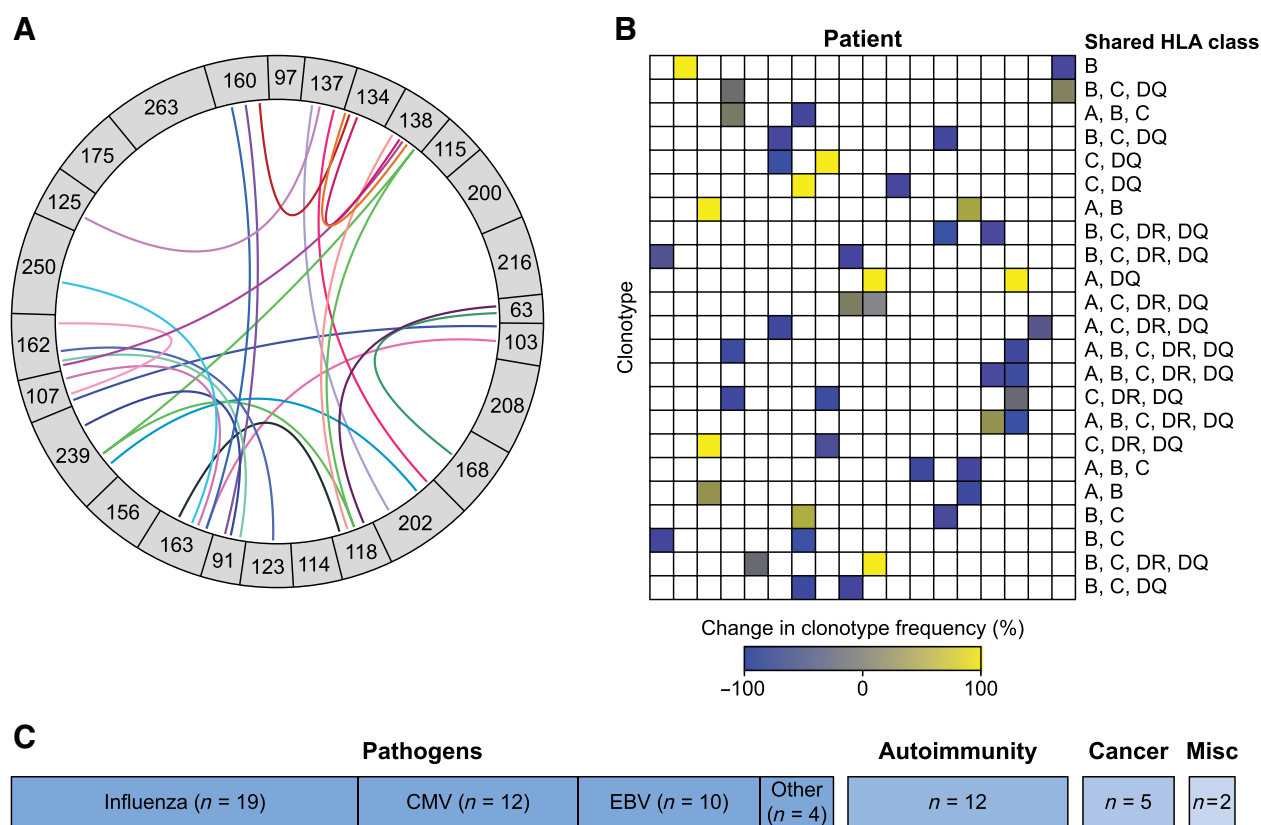 A
160
97
137
134
138
115
200
216
63
103
208
168
202
118
114
123
91
163
156
239
107
162
250
125
175
263
B
Patient
Shared HLA class
Clonotype
B
B, C, DQ
A, B, C
B, C, DQ
C, DQ
C, DQ
A, B
B, C, DR, DQ
B, C, DR, DQ
A, DQ
A, C, DR, DQ
A, C, DR, DQ
A, B, C, DR, DQ
A, B, C, DR, DQ
C, DR, DQ
A, B, C, DR, DQ
C, DR, DQ
A, B, C
A, B
B, C
B, C
B, C, DR, DQ
B, C, DQ
Change in clonotype frequency (%)
−100 0 100
C
Pathogens
Autoimmunity
Cancer
Misc
Influenza (n = 19)
CMV (n = 12)
EBV (n = 10)
Other
(n = 4)
n = 12
n = 5
n=2